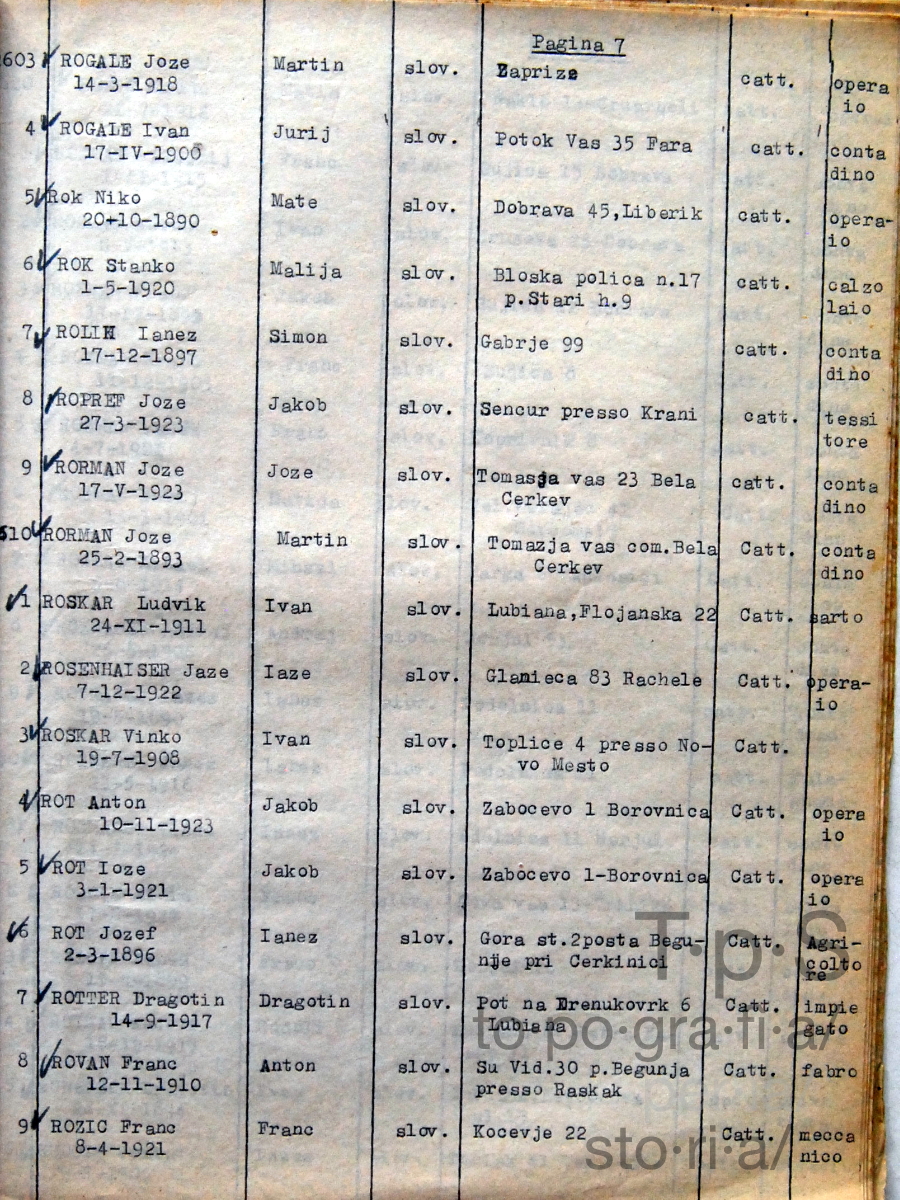 Pagina 7
603 ROGALE Joze Martin slov. Zaprize catt. opera
14-3-1918 io
4 ROGALE Ivan Jurij slov. Potok Vas 35 Fara catt. conta
17-IV-1900 dino
5 Rok Niko Mate slov. Dobrava 45,Liberik catt. opera-
20+10-1890 io
6 ROK Stanko Malija slov. Bloska polica n.17 catt. calzo
1-5-1920 p.Stari h.9 laio
7 ROLIH Ianez Simon slov. Gabrje 99 catt. conta
17-12-1897 dino
8 ROPREF Joze Jakob slov. Sencur presso Krani catt. tessi
27-3-1923 tore
9 RORMAN Joze Joze slov. Tomasja vas 23 Bela catt. conta
17-V-1923 Cerkev dino
610 RORMAN Joze Martin slov. Tomazja vas com.Bela Catt. conta
25-2-1893 Cerkev dino
1 ROSKAR Ludvik Ivan slov. Lubiana,Flojanska 22 Catt. sarto
24-XI-1911
2 ROSENHAISER Jaze Iaze slov. Glanieca 83 Rachele Catt. opera-
7-12-1922 io
3 ROSKAR Vinko Ivan slov. Toplice 4 presso No- Catt.
19-7-1908 vo Mesto
4 ROT Anton Jakob slov. Zabocevo 1 Borovnica Catt. opera
10-11-1923 io
5 ROT Ioze Jakob slov. Zabocevo 1-Borovnica Catt. opera
3-1-1921 io
6 ROT Jozef Ianez slov. Gora st.2posta Begu- Catt. Agri-
2-3-1896 nije pri Cerkinici colto
re
7 ROTTER Dragotin Dragotin slov. Pot na Drenukovrk 6 Catt. impie
14-9-1917 Lubiana gato
8 ROVAN Franc Anton slov. Su Vid.30 p.Begunja Catt. fabro
12-11-1910 presso Raskak
9 ROZIC Franc Franc slov. Kocevje 22 Catt. mecca
8-4-1921 nico
T·p·S
to·po·gra·fi·a/
sto·ri·a/